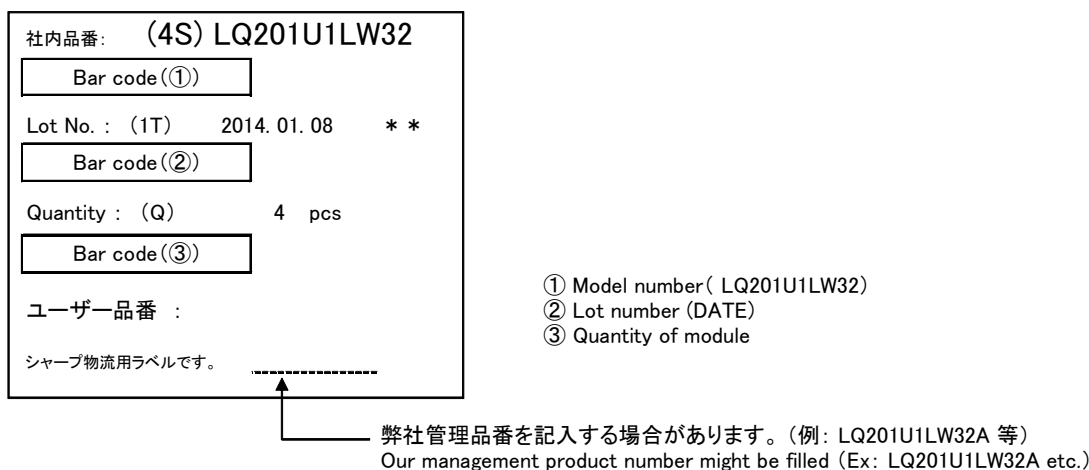 社内品番: (4S) LQ201U1LW32
Bar code(①)
Lot No. : (1T) 2014. 01. 08 * *
Bar code(②)
Quantity : (Q) 4 pcs
Bar code(③)
ユーザー品番 :
シャープ物流用ラベルです。
① Model number( LQ201U1LW32)
② Lot number (DATE)
③ Quantity of module
弊社管理品番を記入する場合があります。(例: LQ201U1LW32A 等)
Our management product number might be filled (Ex: LQ201U1LW32A etc.)